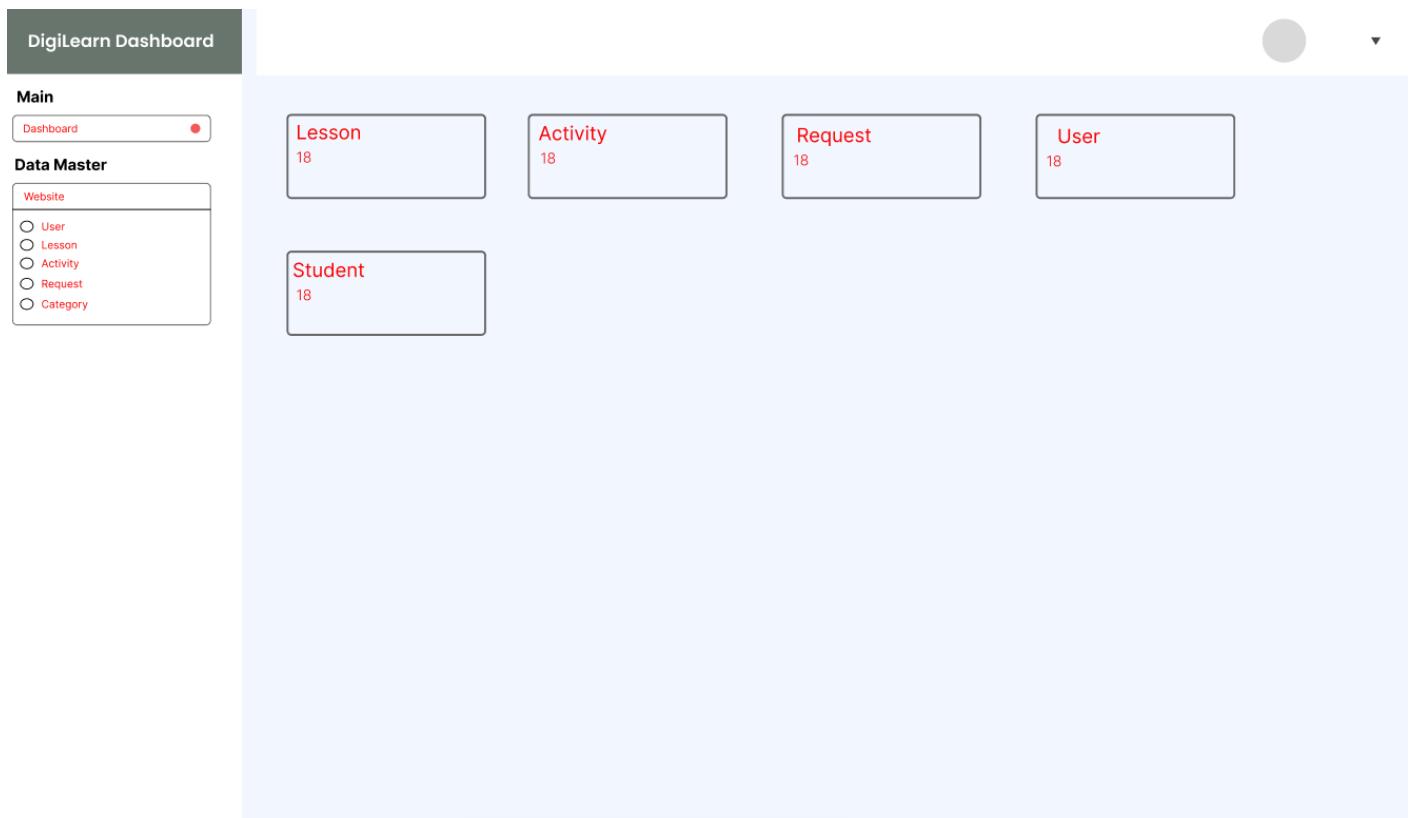 DigiLearn Dashboard
Main
Dashboard
Data Master
Website
User
Lesson
Activity
Request
Category
Lesson
18
Activity
18
Request
18
User
18
Student
18